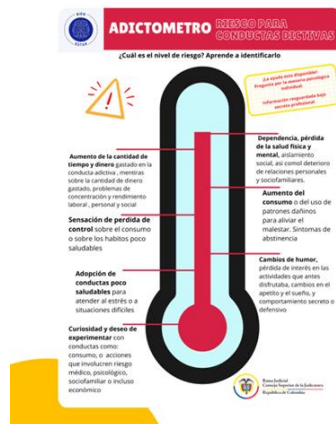 ADICTOMETRO
RIESGO PARA
CONDUCTAS DICTIVAS
¿Cuál es el nivel de riesgo? Aprende a identificarlo
¡La ayuda esta disponible!
Pregunta por la asesoría psicológica
individual.
Información resguardada bajo
secreto profesional.
Dependencia, pérdida
de la salud física y
mental, aislamiento
social, así comol deterioro
de relaciones personales
y sociofamiliares.
Aumento de la cantidad de
tiempo y dinero gastado en la
conducta adictiva , mentiras
sobre la cantidad de dinero
gastado, problemas de
concentración y rendimiento
laboral , personal y social
Aumento del
consumo o del uso de
patrones dañinos
para aliviar el
malestar. Sintomas de
abstinencia
Sensación de perdida de
control sobre el consumo
o sobre los habitos poco
saludables
Cambios de humor,
pérdida de interés en las
actividades que antes
disfrutaba, cambios en el
apetito y el sueño, y
comportamiento secreto o
defensivo
Adopción de
conductas poco
saludables para
atender al estrés o a
situaciones difíciles
Curiosidad y deseo de
experimentar con
conductas como:
consumo, o acciones
que involucren riesgo
médico, psicológico,
sociofamiliar o incluso
económico
Rama Judicial
Consejo Superior de la Judicatura
República de Colombia